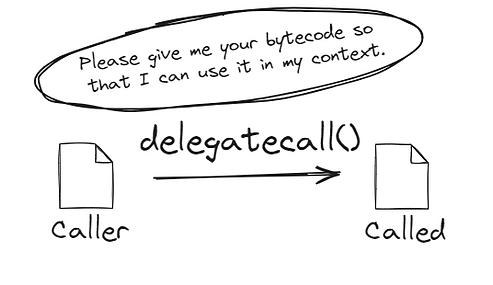 Please give me your bytecode so
that I can use it in my context.
delegatecall()
Caller
Called